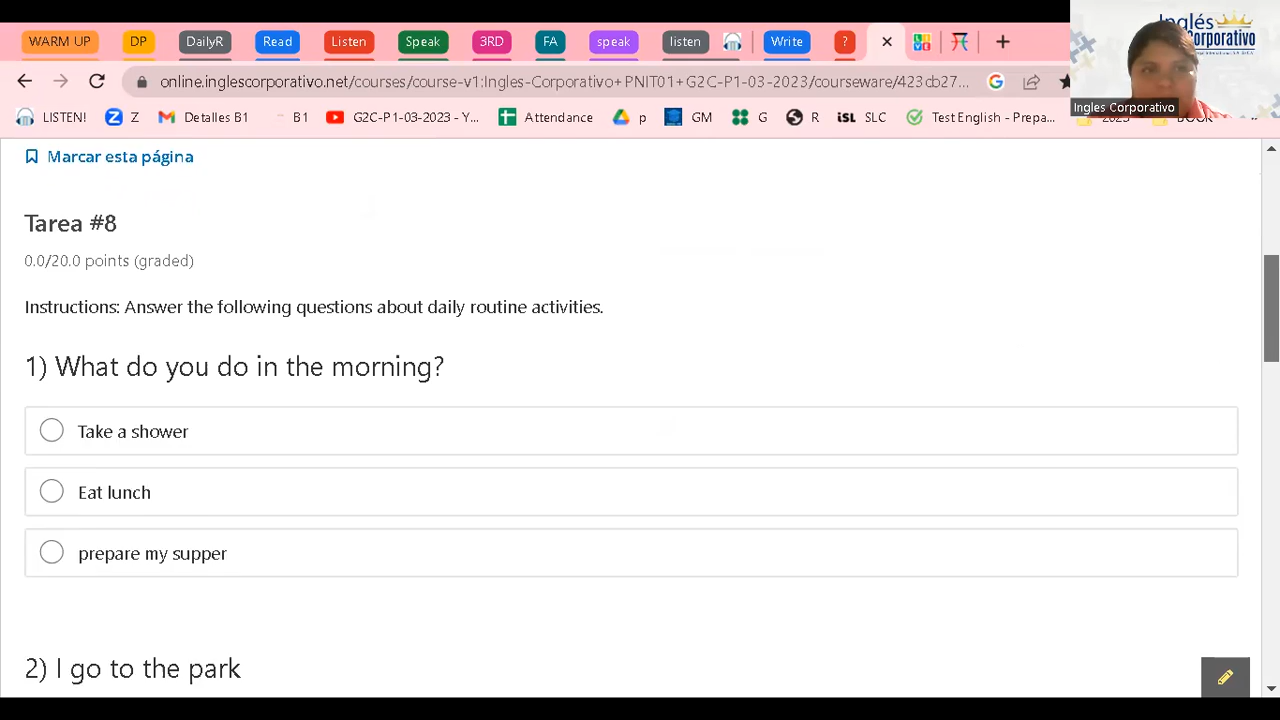 Inglés
Corporativo
Ingles Corporativo
WARM UP DP DailyR Read Listen Speak 3RD FA speak listen Write ?
online.inglescorporativo.net/courses/course-v1:Ingles-Corporativo+PNIT01+G2C-P1-03-2023/courseware/423cb27...
LISTEN! Z Detalles B1 B1 G2C-P1-03-2023 - Y... Attendance p GM G R SLC Test English - Prepa... 2023 BOOK
Marcar esta página
Tarea #8
0.0/20.0 points (graded)
Instructions: Answer the following questions about daily routine activities.
1) What do you do in the morning?
Take a shower
Eat lunch
prepare my supper
2) I go to the park